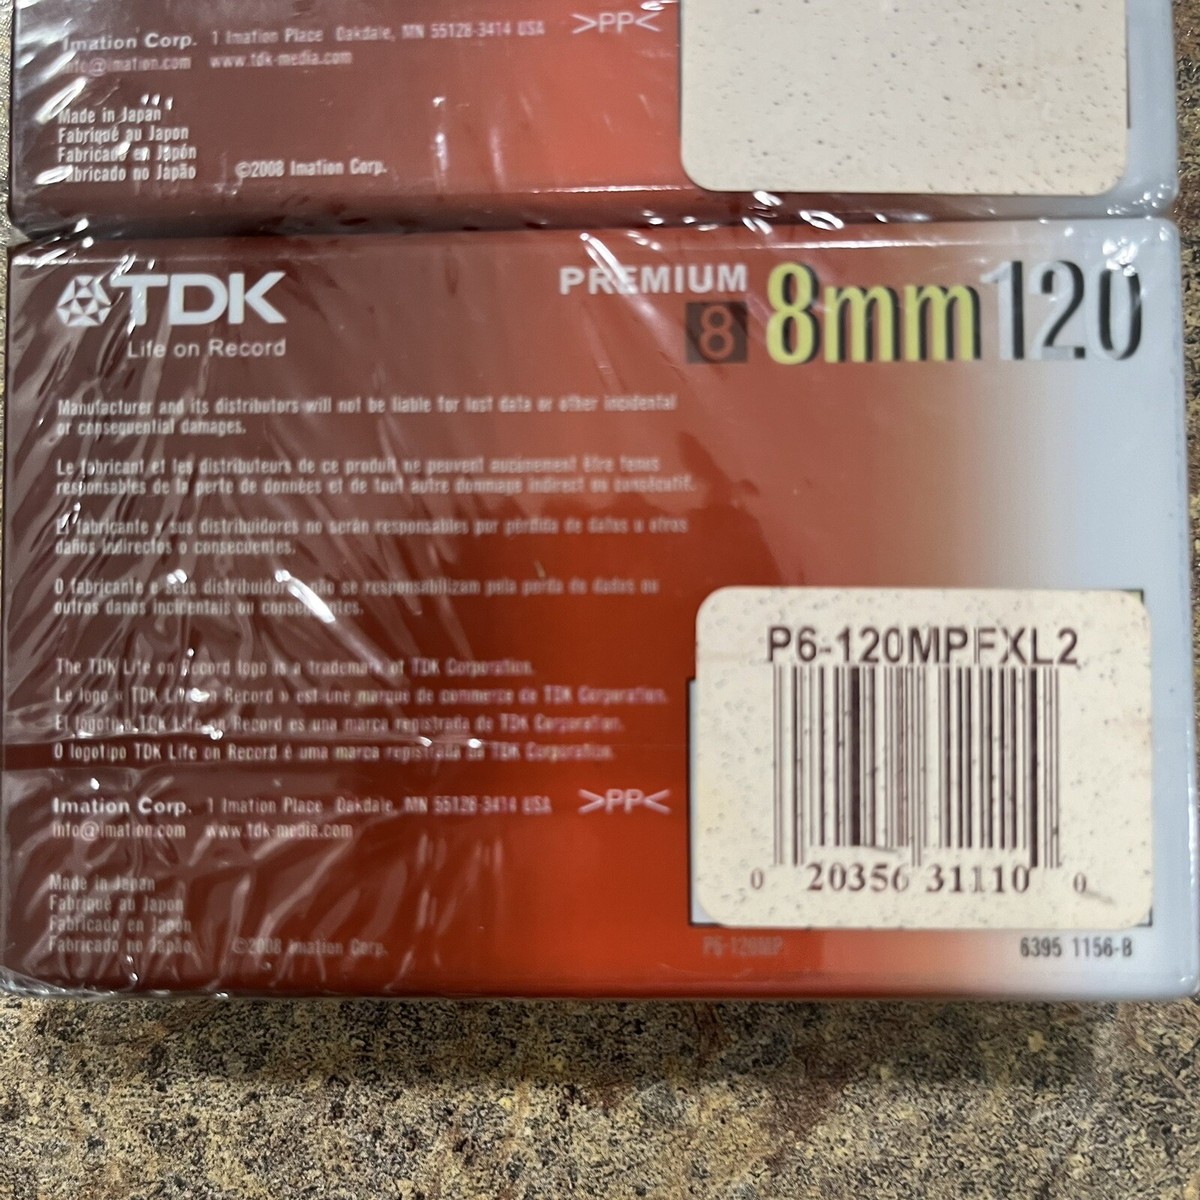 Imation Corp. 1 Imation Place Oakdale, MN 55128-3414 USA >PP<
info@imation.com www.tdk-media.com
Made in Japan
Fabriqué au Japon
Fabricado en Japón
Fabricado no Japão ©2008 Imation Corp.
TDK
Life on Record
PREMIUM
8 8mm 120
Manufacturer and its distributors will not be liable for lost data or other incidental
or consequential damages.
Le fabricant et les distributeurs de ce produit ne peuvent aucunement être tenus
responsables de la perte de données et de tout autre dommage indirect ou consécutif.
El fabricante y sus distribuidores no serán responsables por pérdida de datos u otros
daños indirectos o consecuentes.
O fabricante e seus distribuidores não se responsabilizam pela perda de dados ou
outros danos incidentais ou consequentes.
The TDK Life on Record logo is a trademark of TDK Corporation.
Le logo « TDK Life on Record » est une marque de commerce de TDK Corporation.
El logotipo TDK Life on Record es una marca registrada de TDK Corporation.
O logotipo TDK Life on Record é uma marca registrada da TDK Corporation.
Imation Corp. 1 Imation Place Oakdale, MN 55128-3414 USA >PP<
info@imation.com www.tdk-media.com
Made in Japan
Fabriqué au Japon
Fabricado en Japón
Fabricado no Japão ©2008 Imation Corp.
P6-120MPFXL2
0 20356 31110 0
P6-120MP 6395 1156-B